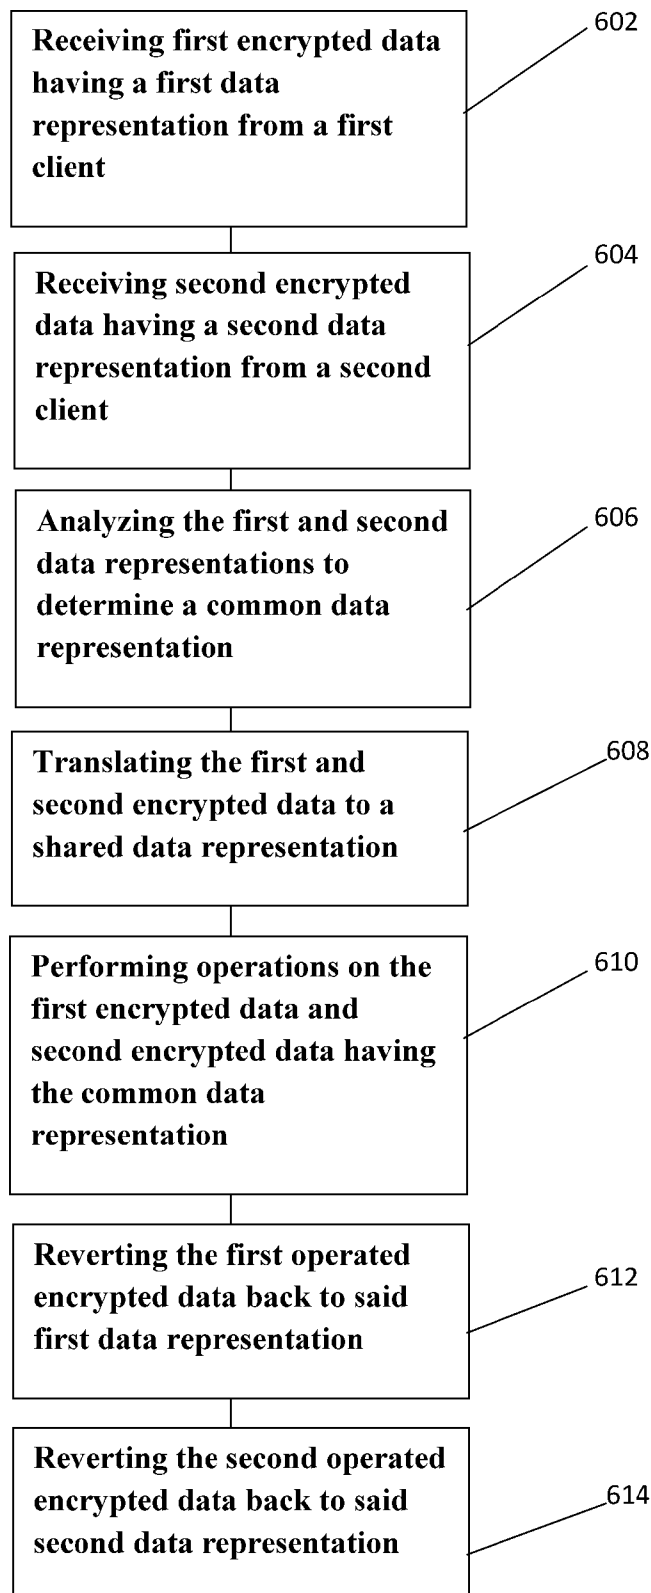 Receiving first encrypted data
having a first data
representation from a first
client
602
Receiving second encrypted
data having a second data
representation from a second
client
604
Analyzing the first and second
data representations to
determine a common data
representation
606
Translating the first and
second encrypted data to a
shared data representation
608
Performing operations on the
first encrypted data and
second encrypted data having
the common data
representation
610
Reverting the first operated
encrypted data back to said
first data representation
612
Reverting the second operated
encrypted data back to said
second data representation
614